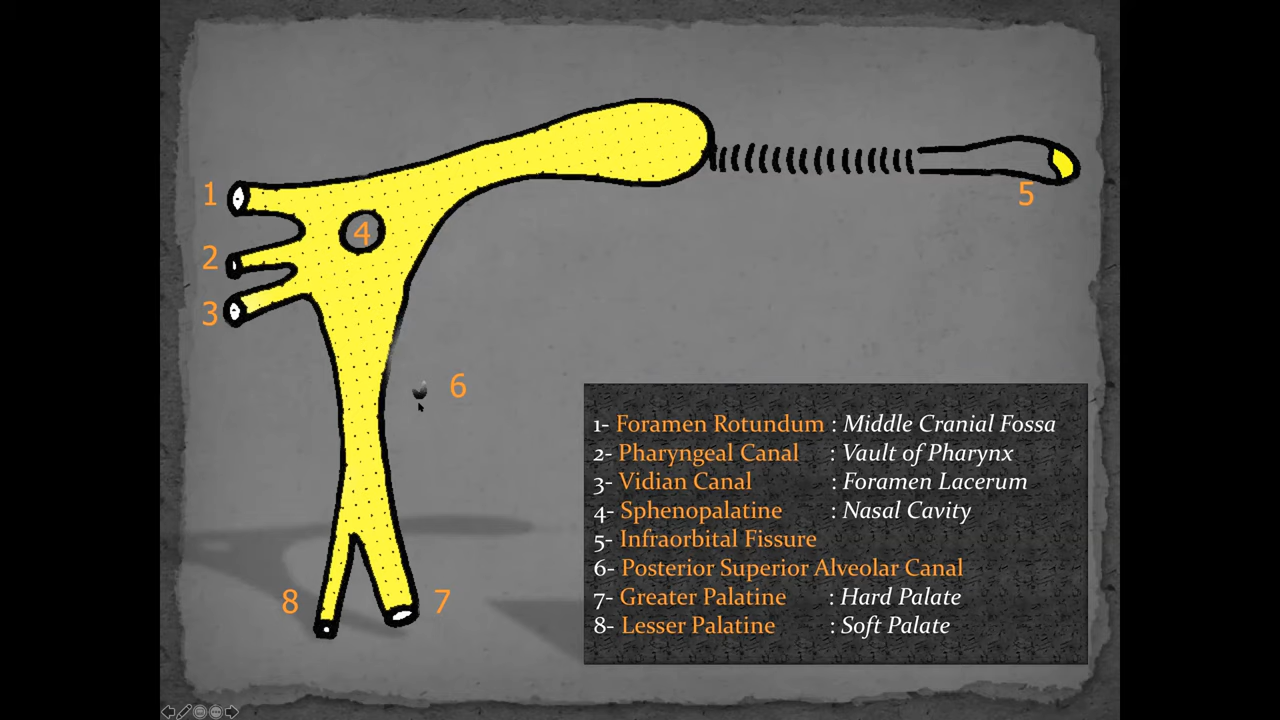 1
2
3
4
5
6
7
8
1- Foramen Rotundum : Middle Cranial Fossa
2- Pharyngeal Canal : Vault of Pharynx
3- Vidian Canal : Foramen Lacerum
4- Sphenopalatine : Nasal Cavity
5- Infraorbital Fissure
6- Posterior Superior Alveolar Canal
7- Greater Palatine : Hard Palate
8- Lesser Palatine : Soft Palate